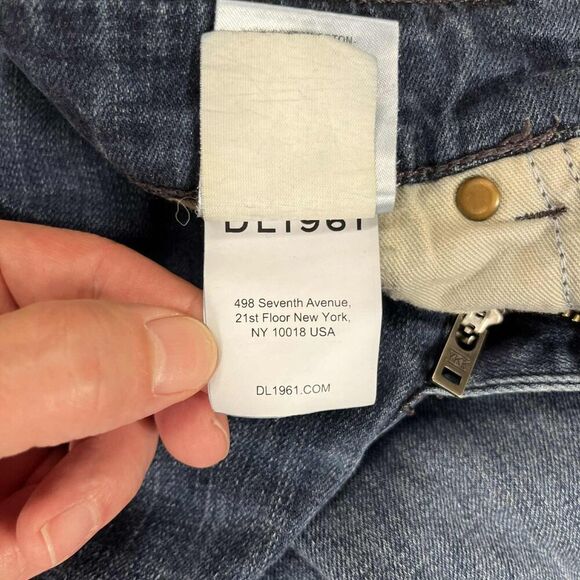 DL1961
498 Seventh Avenue,
21st Floor New York,
NY 10018 USA
DL1961.COM